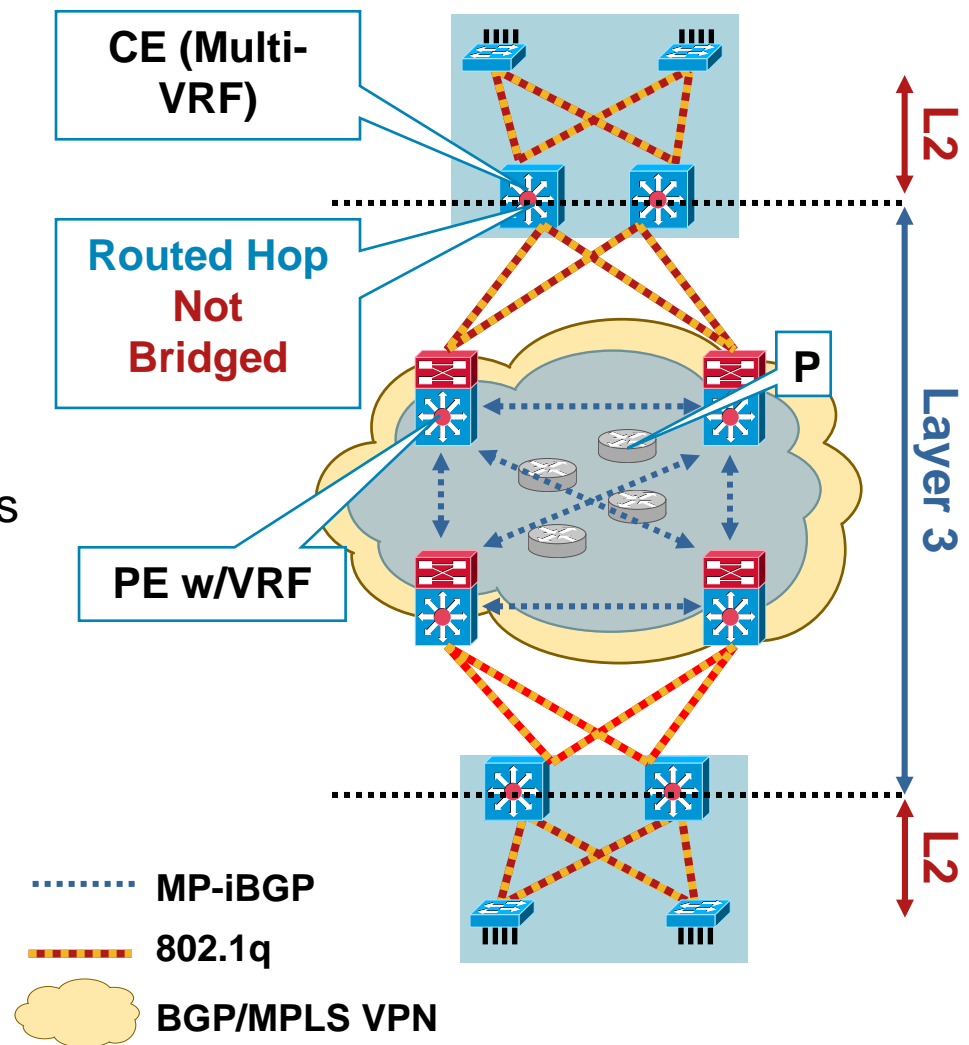 CE (Multi-
VRF)
L2
Routed Hop
Not
Bridged
P
Layer 3
s
PE w/VRF
L2
MP-iBGP
802.1q
BGP/MPLS VPN